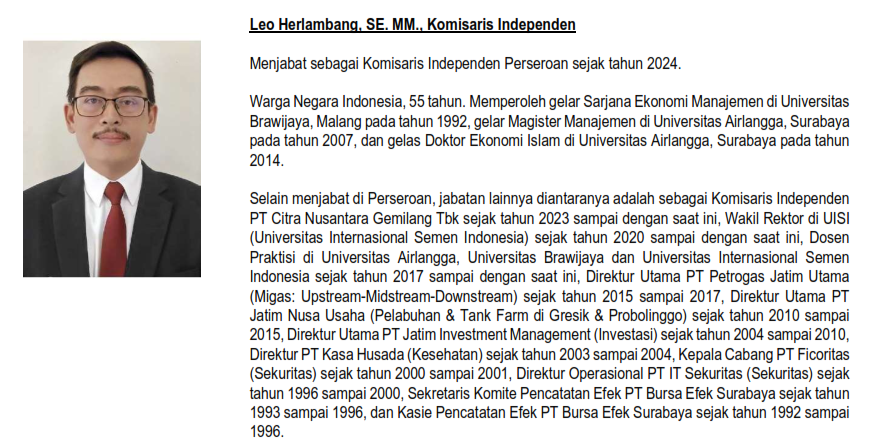 Leo Herlambang, SE. MM., Komisaris Independen
Menjabat sebagai Komisaris Independen Perseroan sejak tahun 2024.
Warga Negara Indonesia, 55 tahun. Memperoleh gelar Sarjana Ekonomi Manajemen di Universitas
Brawijaya, Malang pada tahun 1992, gelar Magister Manajemen di Universitas Airlangga, Surabaya
pada tahun 2007, dan gelas Doktor Ekonomi Islam di Universitas Airlangga, Surabaya pada tahun
2014.
Selain menjabat di Perseroan, jabatan lainnya diantaranya adalah sebagai Komisaris Independen
PT Citra Nusantara Gemilang Tbk sejak tahun 2023 sampai dengan saat ini, Wakil Rektor di UISI
(Universitas Internasional Semen Indonesia) sejak tahun 2020 sampai dengan saat ini, Dosen
Praktisi di Universitas Airlangga, Universitas Brawijaya dan Universitas Internasional Semen
Indonesia sejak tahun 2017 sampai dengan saat ini, Direktur Utama PT Petrogas Jatim Utama
(Migas: Upstream-Midstream-Downstream) sejak tahun 2015 sampai 2017, Direktur Utama PT
Jatim Nusa Usaha (Pelabuhan & Tank Farm di Gresik & Probolinggo) sejak tahun 2010 sampai
2015, Direktur Utama PT Jatim Investment Management (Investasi) sejak tahun 2004 sampai 2010,
Direktur PT Kasa Husada (Kesehatan) sejak tahun 2003 sampai 2004, Kepala Cabang PT Ficoritas
(Sekuritas) sejak tahun 2000 sampai 2001, Direktur Operasional PT IT Sekuritas (Sekuritas) sejak
tahun 1996 sampai 2000, Sekretaris Komite Pencatatan Efek PT Bursa Efek Surabaya sejak tahun
1993 sampai 1996, dan Kasie Pencatatan Efek PT Bursa Efek Surabaya sejak tahun 1992 sampai
1996.